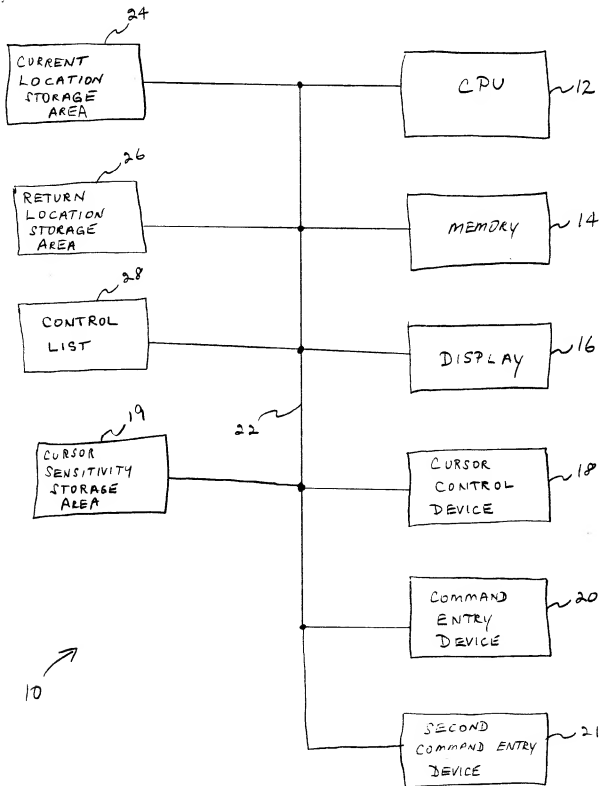 24
CURRENT
LOCATION
STORAGE
AREA
CPU
12
26
RETURN
LOCATION
STORAGE
AREA
MEMORY
14
28
CONTROL
LIST
DISPLAY
16
22
19
CURSOR
SENSITIVITY
STORAGE
AREA
CURSOR
CONTROL
DEVICE
18
COMMAND
ENTRY
DEVICE
20
10
SECOND
COMMAND ENTRY
DEVICE
21